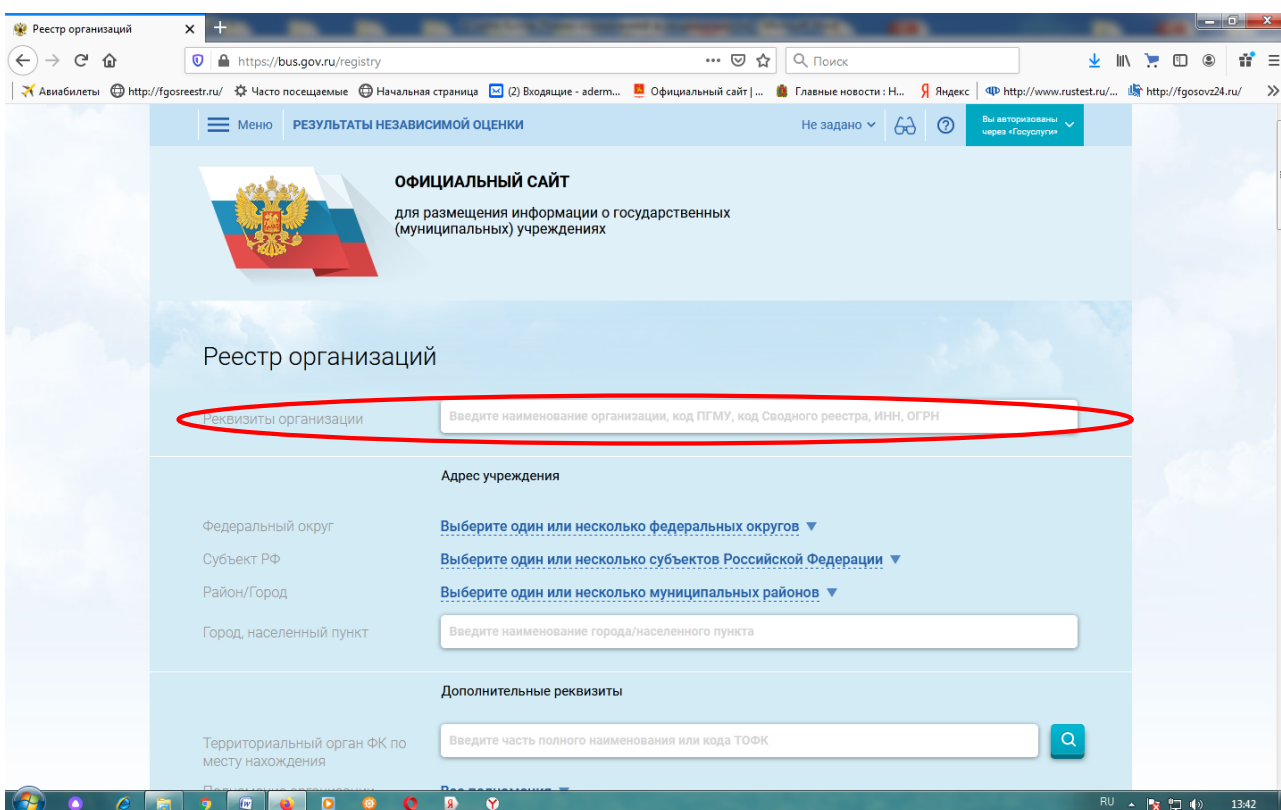 Реестр организаций
https://bus.gov.ru/registry
Поиск
Авиабилеты http://fgosreestr.ru/ Часто посещаемые Начальная страница (2) Входящие - aderm... Официальный сайт | ... Главные новости : Н... Яндекс http://www.rustest.ru/... http://fgosovz24.ru/
Меню РЕЗУЛЬТАТЫ НЕЗАВИСИМОЙ ОЦЕНКИ Не задано Вы авторизованы
через «Госуслуги»
ОФИЦИАЛЬНЫЙ САЙТ
для размещения информации о государственных
(муниципальных) учреждениях
Реестр организаций
Реквизиты организации Введите наименование организации, код ПГМУ, код Сводного реестра, ИНН, ОГРН
Адрес учреждения
Федеральный округ Выберите один или несколько федеральных округов
Субъект РФ Выберите один или несколько субъектов Российской Федерации
Район/Город Выберите один или несколько муниципальных районов
Город, населенный пункт Введите наименование города/населенного пункта
Дополнительные реквизиты
Территориальный орган ФК по
месту нахождения Введите часть полного наименования или кода ТОФК
RU 13:42